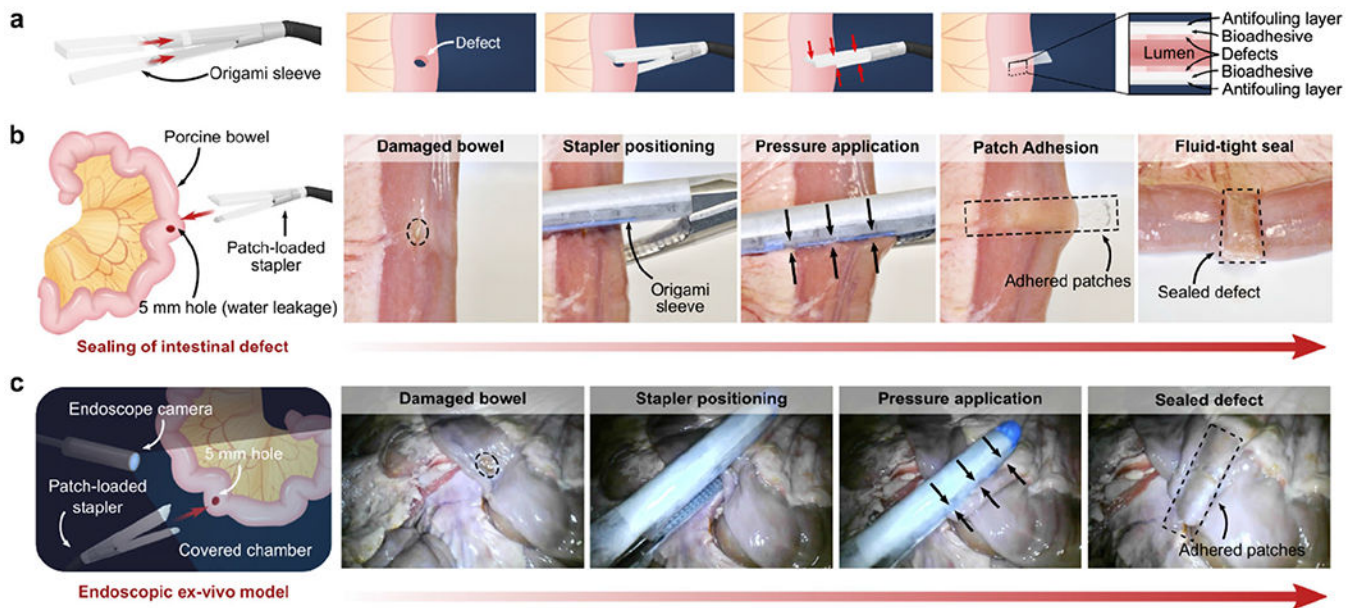 a
Origami sleeve
Defect
Lumen
Antifouling layer
Bioadhesive
Defects
Bioadhesive
Antifouling layer
b
Porcine bowel
Patch-loaded
stapler
5 mm hole (water leakage)
Sealing of intestinal defect
Damaged bowel
Stapler positioning
Origami
sleeve
Pressure application
Patch Adhesion
Adhered patches
Fluid-tight seal
Sealed defect
c
Endoscope camera
5 mm hole
Patch-loaded
stapler
Covered chamber
Endoscopic ex-vivo model
Damaged bowel
Stapler positioning
Pressure application
Sealed defect
Adhered patches